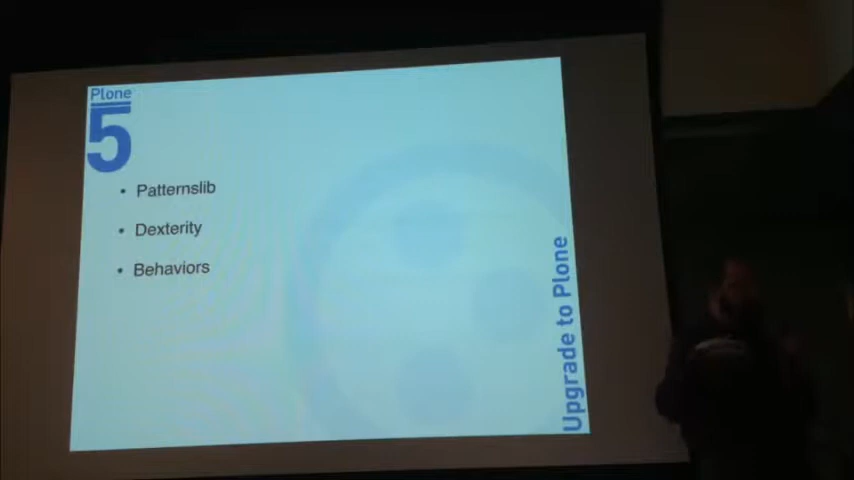 Plone
5
• Patternslib
• Dexterity
• Behaviors
Upgrade to Plone